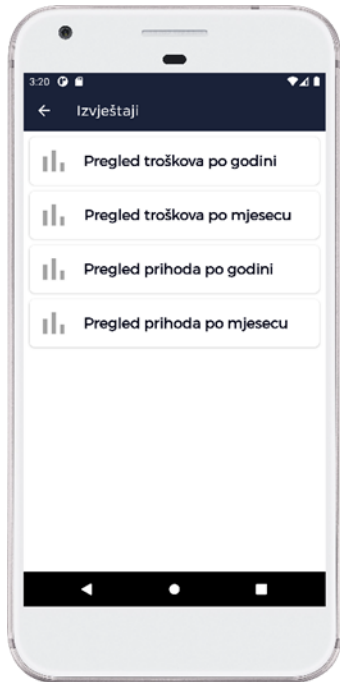 3:20
Izvještaji
Pregled troškova po godini
Pregled troškova po mjesecu
Pregled prihoda po godini
Pregled prihoda po mjesecu